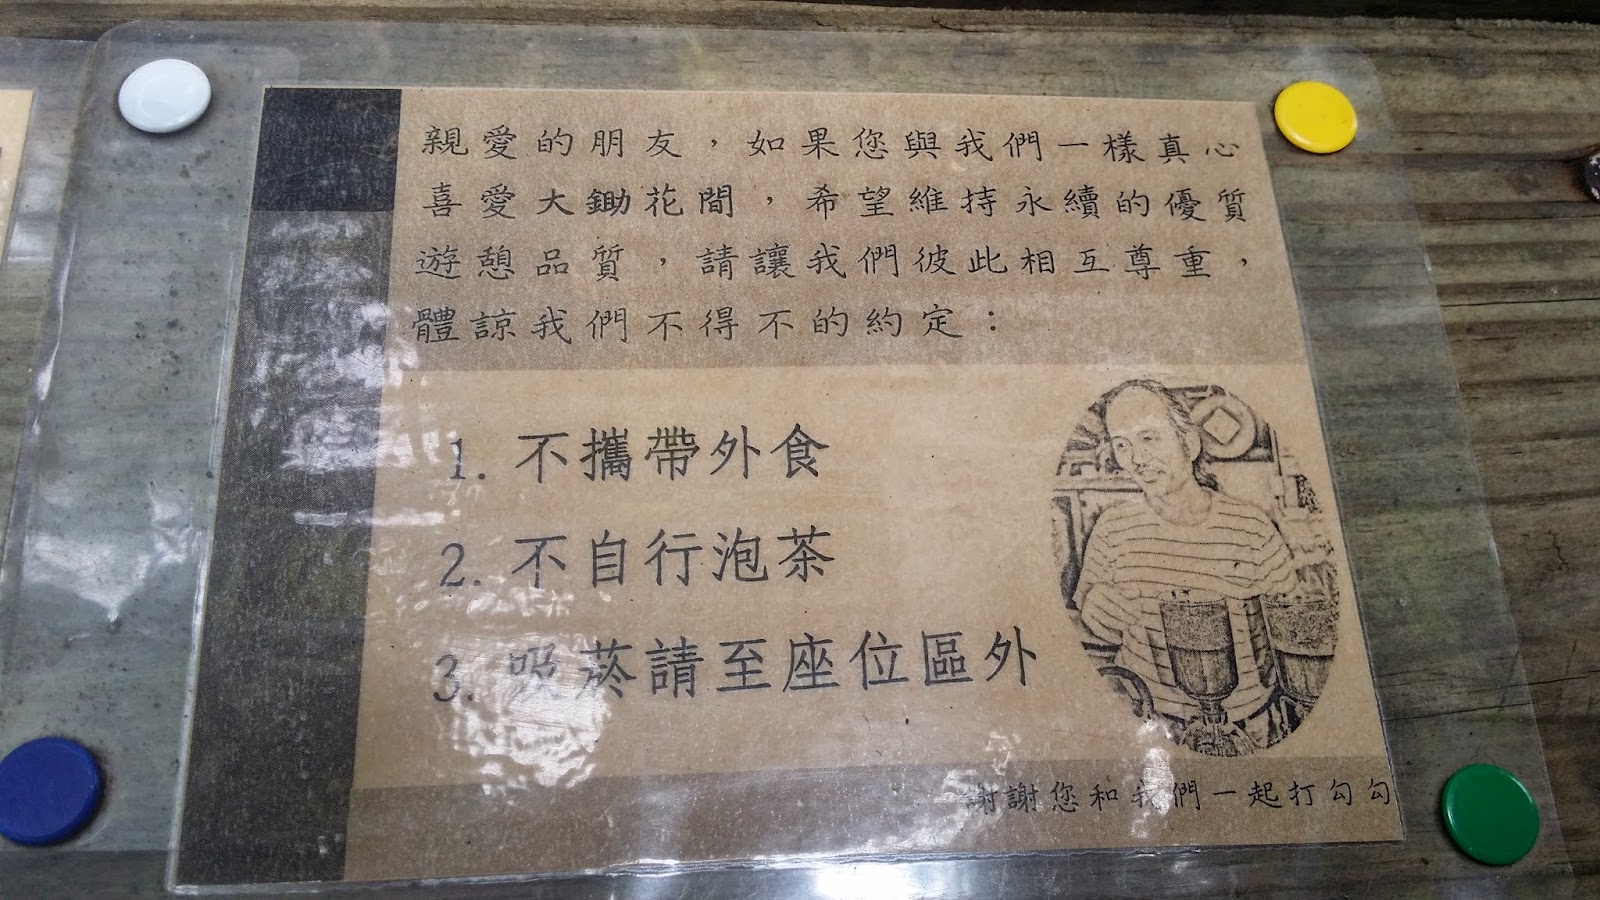 親愛的朋友，如果您與我們一樣真心
喜愛大鋤花間，希望維持永續的優質
遊憩品質，請讓我們彼此相互尊重，
體諒我們不得不的約定：
1. 不攜帶外食
2. 不自行泡茶
3. 吸菸請至座位區外
謝謝您和我們一起打勾勾